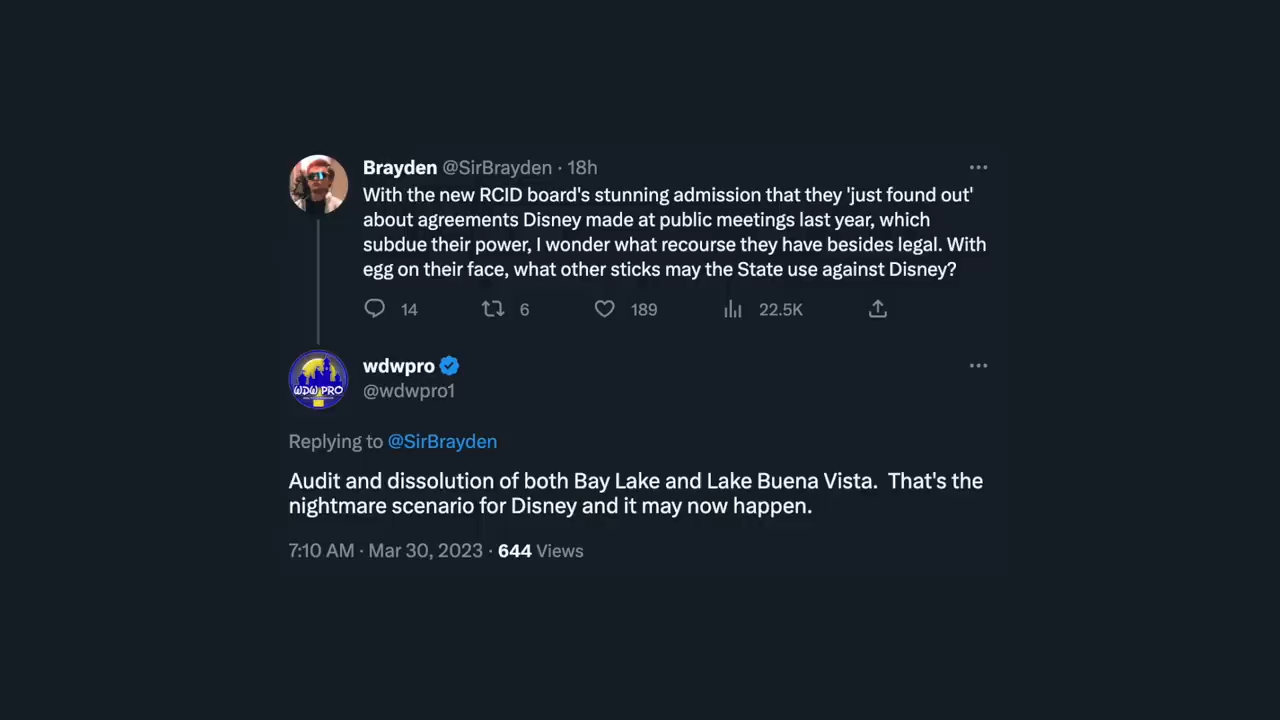 Brayden @SirBrayden · 18h
With the new RCID board's stunning admission that they 'just found out'
about agreements Disney made at public meetings last year, which
subdue their power, I wonder what recourse they have besides legal. With
egg on their face, what other sticks may the State use against Disney?
14 6 189 22.5K
wdwpro
@wdwpro1
WDW PRO
Replying to @SirBrayden
Audit and dissolution of both Bay Lake and Lake Buena Vista.  That's the
nightmare scenario for Disney and it may now happen.
7:10 AM · Mar 30, 2023 · 644 Views